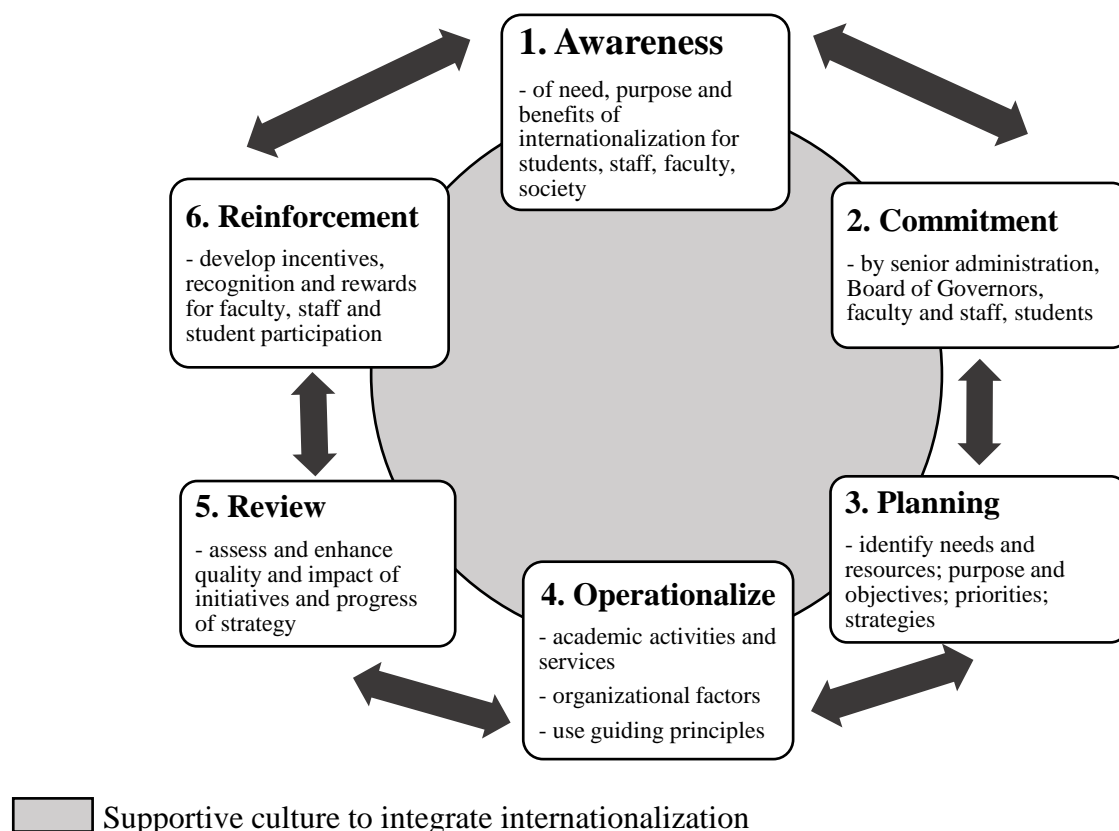 1. Awareness
- of need, purpose and
benefits of
internationalization for
students, staff, faculty,
society
2. Commitment
- by senior administration,
Board of Governors,
faculty and staff, students
3. Planning
- identify needs and
resources; purpose and
objectives; priorities;
strategies
4. Operationalize
- academic activities and
services
- organizational factors
- use guiding principles
5. Review
- assess and enhance
quality and impact of
initiatives and progress
of strategy
6. Reinforcement
- develop incentives,
recognition and rewards
for faculty, staff and
student participation
Supportive culture to integrate internationalization